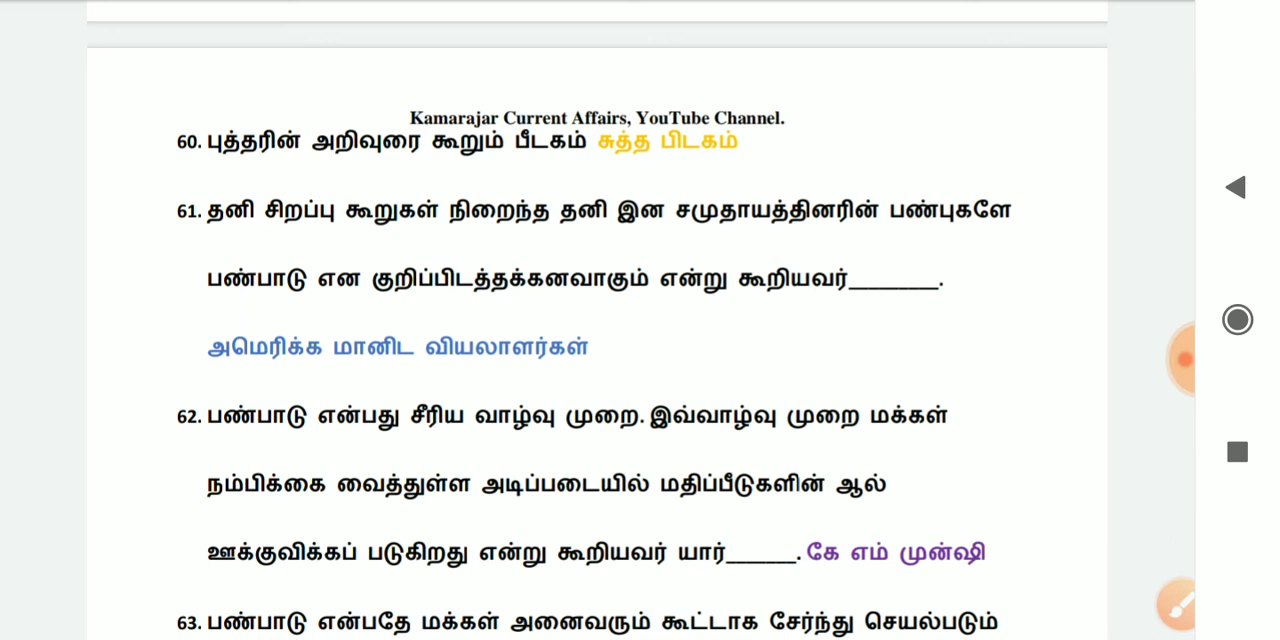 Kamarajar Current Affairs, YouTube Channel.
60. புத்தரின் அறிவுரை கூறும் பீடகம் சுத்த பிடகம்
61. தனி சிறப்பு கூறுகள் நிறைந்த தனி இன சமுதாயத்தினரின் பண்புகளே
பண்பாடு என குறிப்பிடத்தக்கனவாகும் என்று கூறியவர்_________.
அமெரிக்க மானிட வியலாளர்கள்
62. பண்பாடு என்பது சீரிய வாழ்வு முறை. இவ்வாழ்வு முறை மக்கள்
நம்பிக்கை வைத்துள்ள அடிப்படையில் மதிப்பீடுகளின் ஆல்
ஊக்குவிக்கப் படுகிறது என்று கூறியவர் யார்_______. கே எம் முன்ஷி
63. பண்பாடு என்பதே மக்கள் அனைவரும் கூட்டாக சேர்ந்து செயல்படும்